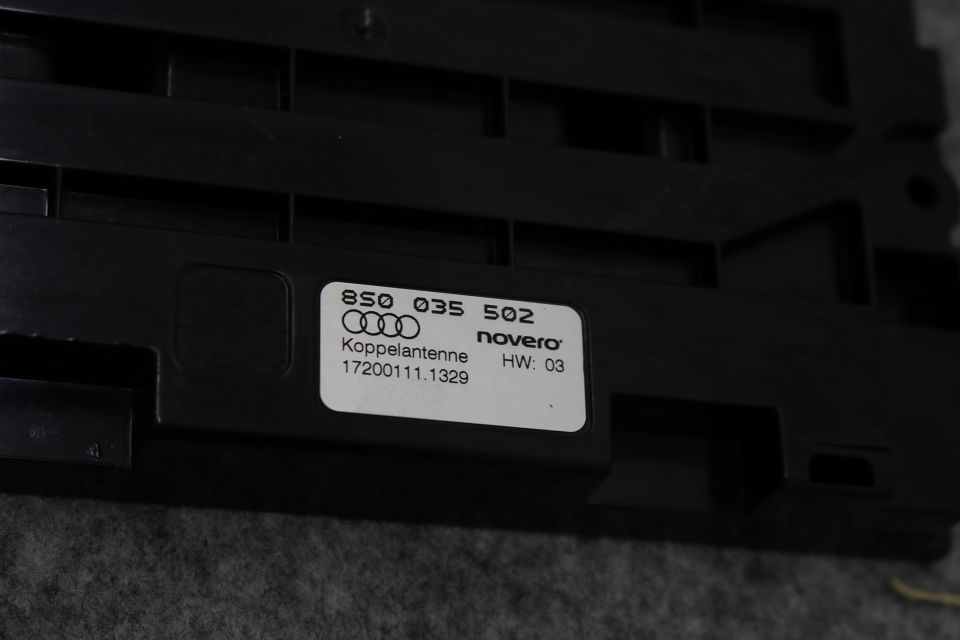 8S0 035 502
novero
Koppelantenne
HW: 03
17200111.1329